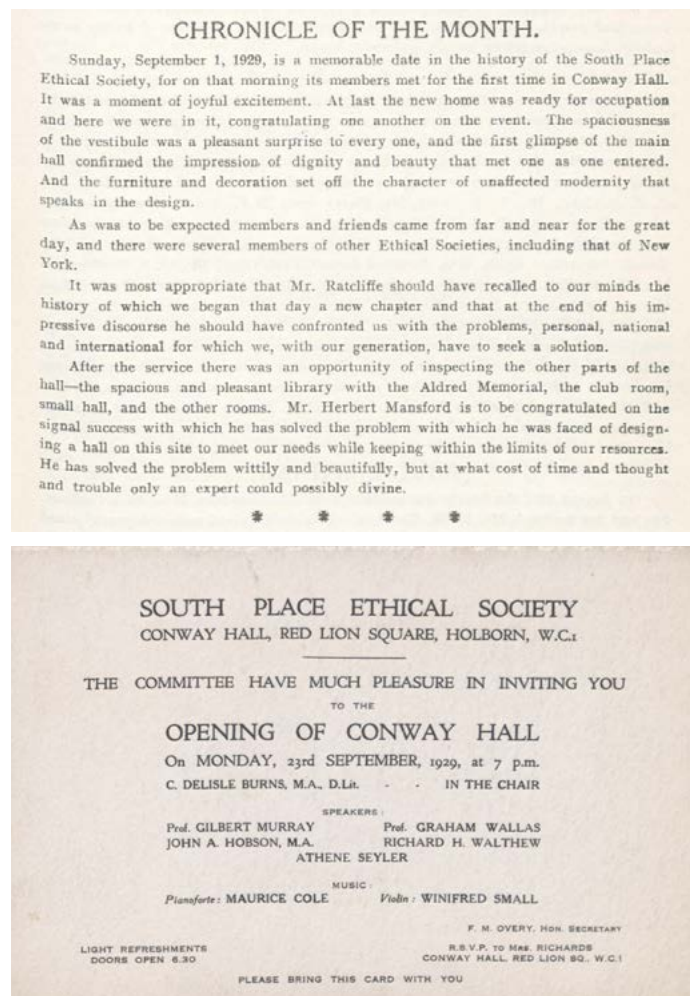 CHRONICLE OF THE MONTH.
Sunday, September 1, 1929, is a memorable date in the history of the South Place
Ethical Society, for on that morning its members met for the first time in Conway Hall.
It was a moment of joyful excitement. At last the new home was ready for occupation
and here we were in it, congratulating one another on the event. The spaciousness
of the vestibule was a pleasant surprise to every one, and the first glimpse of the main
hall confirmed the impression of dignity and beauty that met one as one entered.
And the furniture and decoration set off the character of unaffected modernity that
speaks in the design.
As was to be expected members and friends came from far and near for the great
day, and there were several members of other Ethical Societies, including that of New
York.
It was most appropriate that Mr. Ratcliffe should have recalled to our minds the
history of which we began that day a new chapter and that at the end of his im-
pressive discourse he should have confronted us with the problems, personal, national
and international for which we, with our generation, have to seek a solution.
After the service there was an opportunity of inspecting the other parts of the
hall—the spacious and pleasant library with the Aldred Memorial, the club room,
small hall, and the other rooms. Mr. Herbert Mansford is to be congratulated on the
signal success with which he has solved the problem with which he was faced of design-
ing a hall on this site to meet our needs while keeping within the limits of our resources.
He has solved the problem wittily and beautifully, but at what cost of time and thought
and trouble only an expert could possibly divine.
* * * *
SOUTH PLACE ETHICAL SOCIETY
CONWAY HALL, RED LION SQUARE, HOLBORN, W.C.1
THE COMMITTEE HAVE MUCH PLEASURE IN INVITING YOU
TO THE
OPENING OF CONWAY HALL
On MONDAY, 23rd SEPTEMBER, 1929, at 7 p.m.
C. DELISLE BURNS, M.A., D.Lit. - - IN THE CHAIR
SPEAKERS:
Prof. GILBERT MURRAY Prof. GRAHAM WALLAS
JOHN A. HOBSON, M.A. RICHARD H. WALTHEW
ATHENE SEYLER
MUSIC:
Pianoforte: MAURICE COLE Violin: WINIFRED SMALL
F. M. OVERY, HON. SECRETARY
LIGHT REFRESHMENTS R.S.V.P. TO MRS. RICHARDS
DOORS OPEN 6.30 CONWAY HALL, RED LION SQ., W.C.1
PLEASE BRING THIS CARD WITH YOU